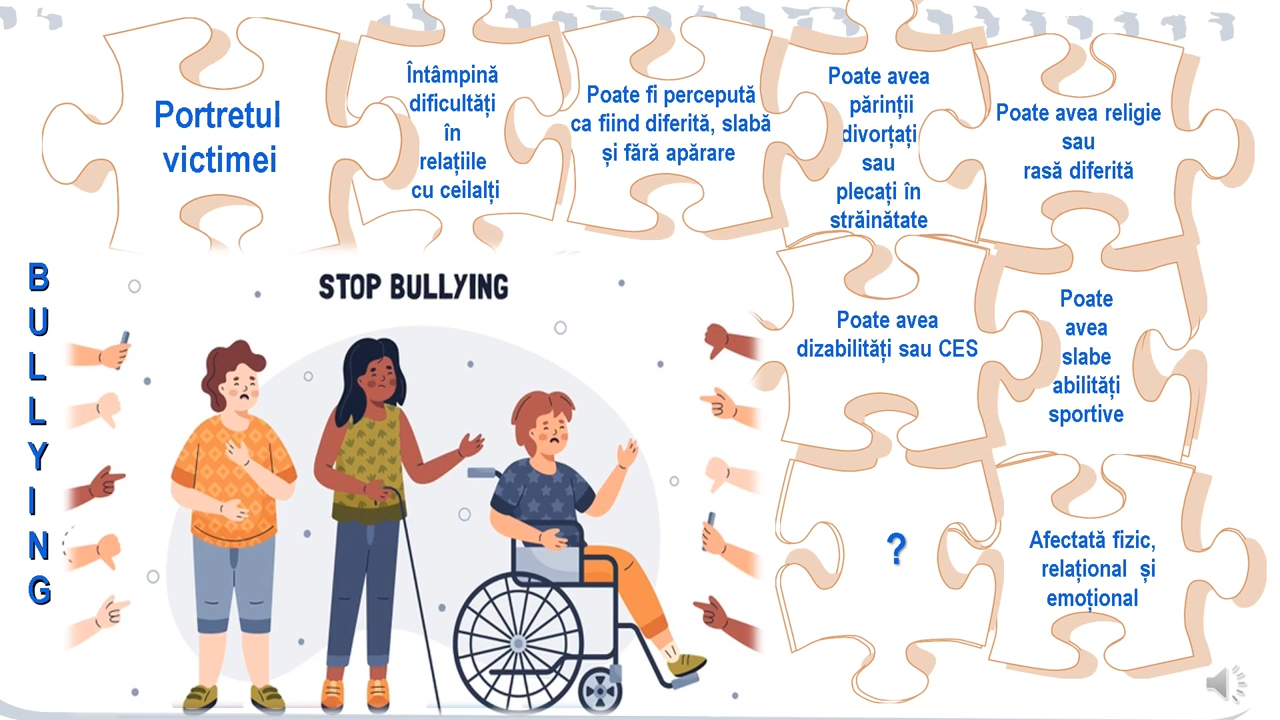 Portretul
victimei
Întâmpină
dificultăți
în
relațiile
cu ceilalți
Poate fi percepută
ca fiind diferită, slabă
și fără apărare
Poate avea
părinții
divorțați
sau
plecați în
străinătate
Poate avea religie
sau
rasă diferită
B
U
L
L
Y
I
N
G
STOP BULLYING
Poate avea
dizabilități sau CES
Poate
avea
slabe
abilități
sportive
?
Afectată fizic,
relațional și
emoțional